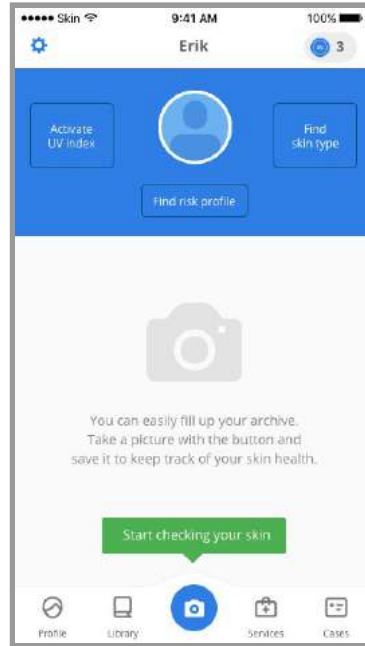 Skin 9:41 AM 100%
Erik 3
Activate
UV index
Find
skin type
Find risk profile
You can easily fill up your archive.
Take a picture with the button and
save it to keep track of your skin health.
Start checking your skin
Profile Library Services Cases